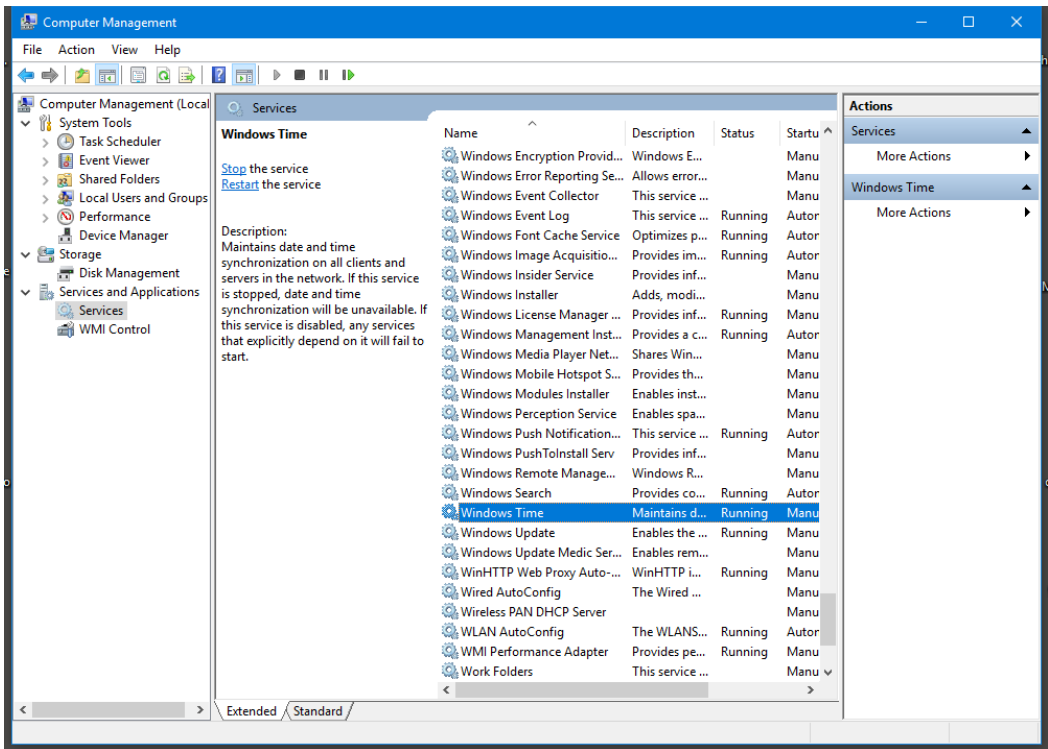 Computer Management
File Action View Help
Computer Management (Local
System Tools
Task Scheduler
Event Viewer
Shared Folders
Local Users and Groups
Performance
Device Manager
Storage
Disk Management
Services and Applications
Services
WMI Control
Services
Windows Time
Stop the service
Restart the service
Description:
Maintains date and time
synchronization on all clients and
servers in the network. If this service
is stopped, date and time
synchronization will be unavailable. If
this service is disabled, any services
that explicitly depend on it will fail to
start.
Name Description Status Startu
Windows Encryption Provid... Windows E... Manu
Windows Error Reporting Se... Allows error... Manu
Windows Event Collector This service ... Manu
Windows Event Log This service ... Running Autor
Windows Font Cache Service Optimizes p... Running Autor
Windows Image Acquisitio... Provides im... Running Autor
Windows Insider Service Provides inf... Manu
Windows Installer Adds, modi... Manu
Windows License Manager ... Provides inf... Running Manu
Windows Management Inst... Provides a c... Running Autor
Windows Media Player Net... Shares Win... Manu
Windows Mobile Hotspot S... Provides th... Manu
Windows Modules Installer Enables inst... Manu
Windows Perception Service Enables spa... Manu
Windows Push Notification... This service ... Running Autor
Windows PushToInstall Serv Provides inf... Manu
Windows Remote Manage... Windows R... Manu
Windows Search Provides co... Running Autor
Windows Time Maintains d... Running Manu
Windows Update Enables the ... Running Manu
Windows Update Medic Ser... Enables rem... Manu
WinHTTP Web Proxy Auto-... WinHTTP i... Running Manu
Wired AutoConfig The Wired ... Manu
Wireless PAN DHCP Server Manu
WLAN AutoConfig The WLANS... Running Autor
WMI Performance Adapter Provides pe... Running Manu
Work Folders This service ... Manu
Extended Standard
Actions
Services
More Actions
Windows Time
More Actions